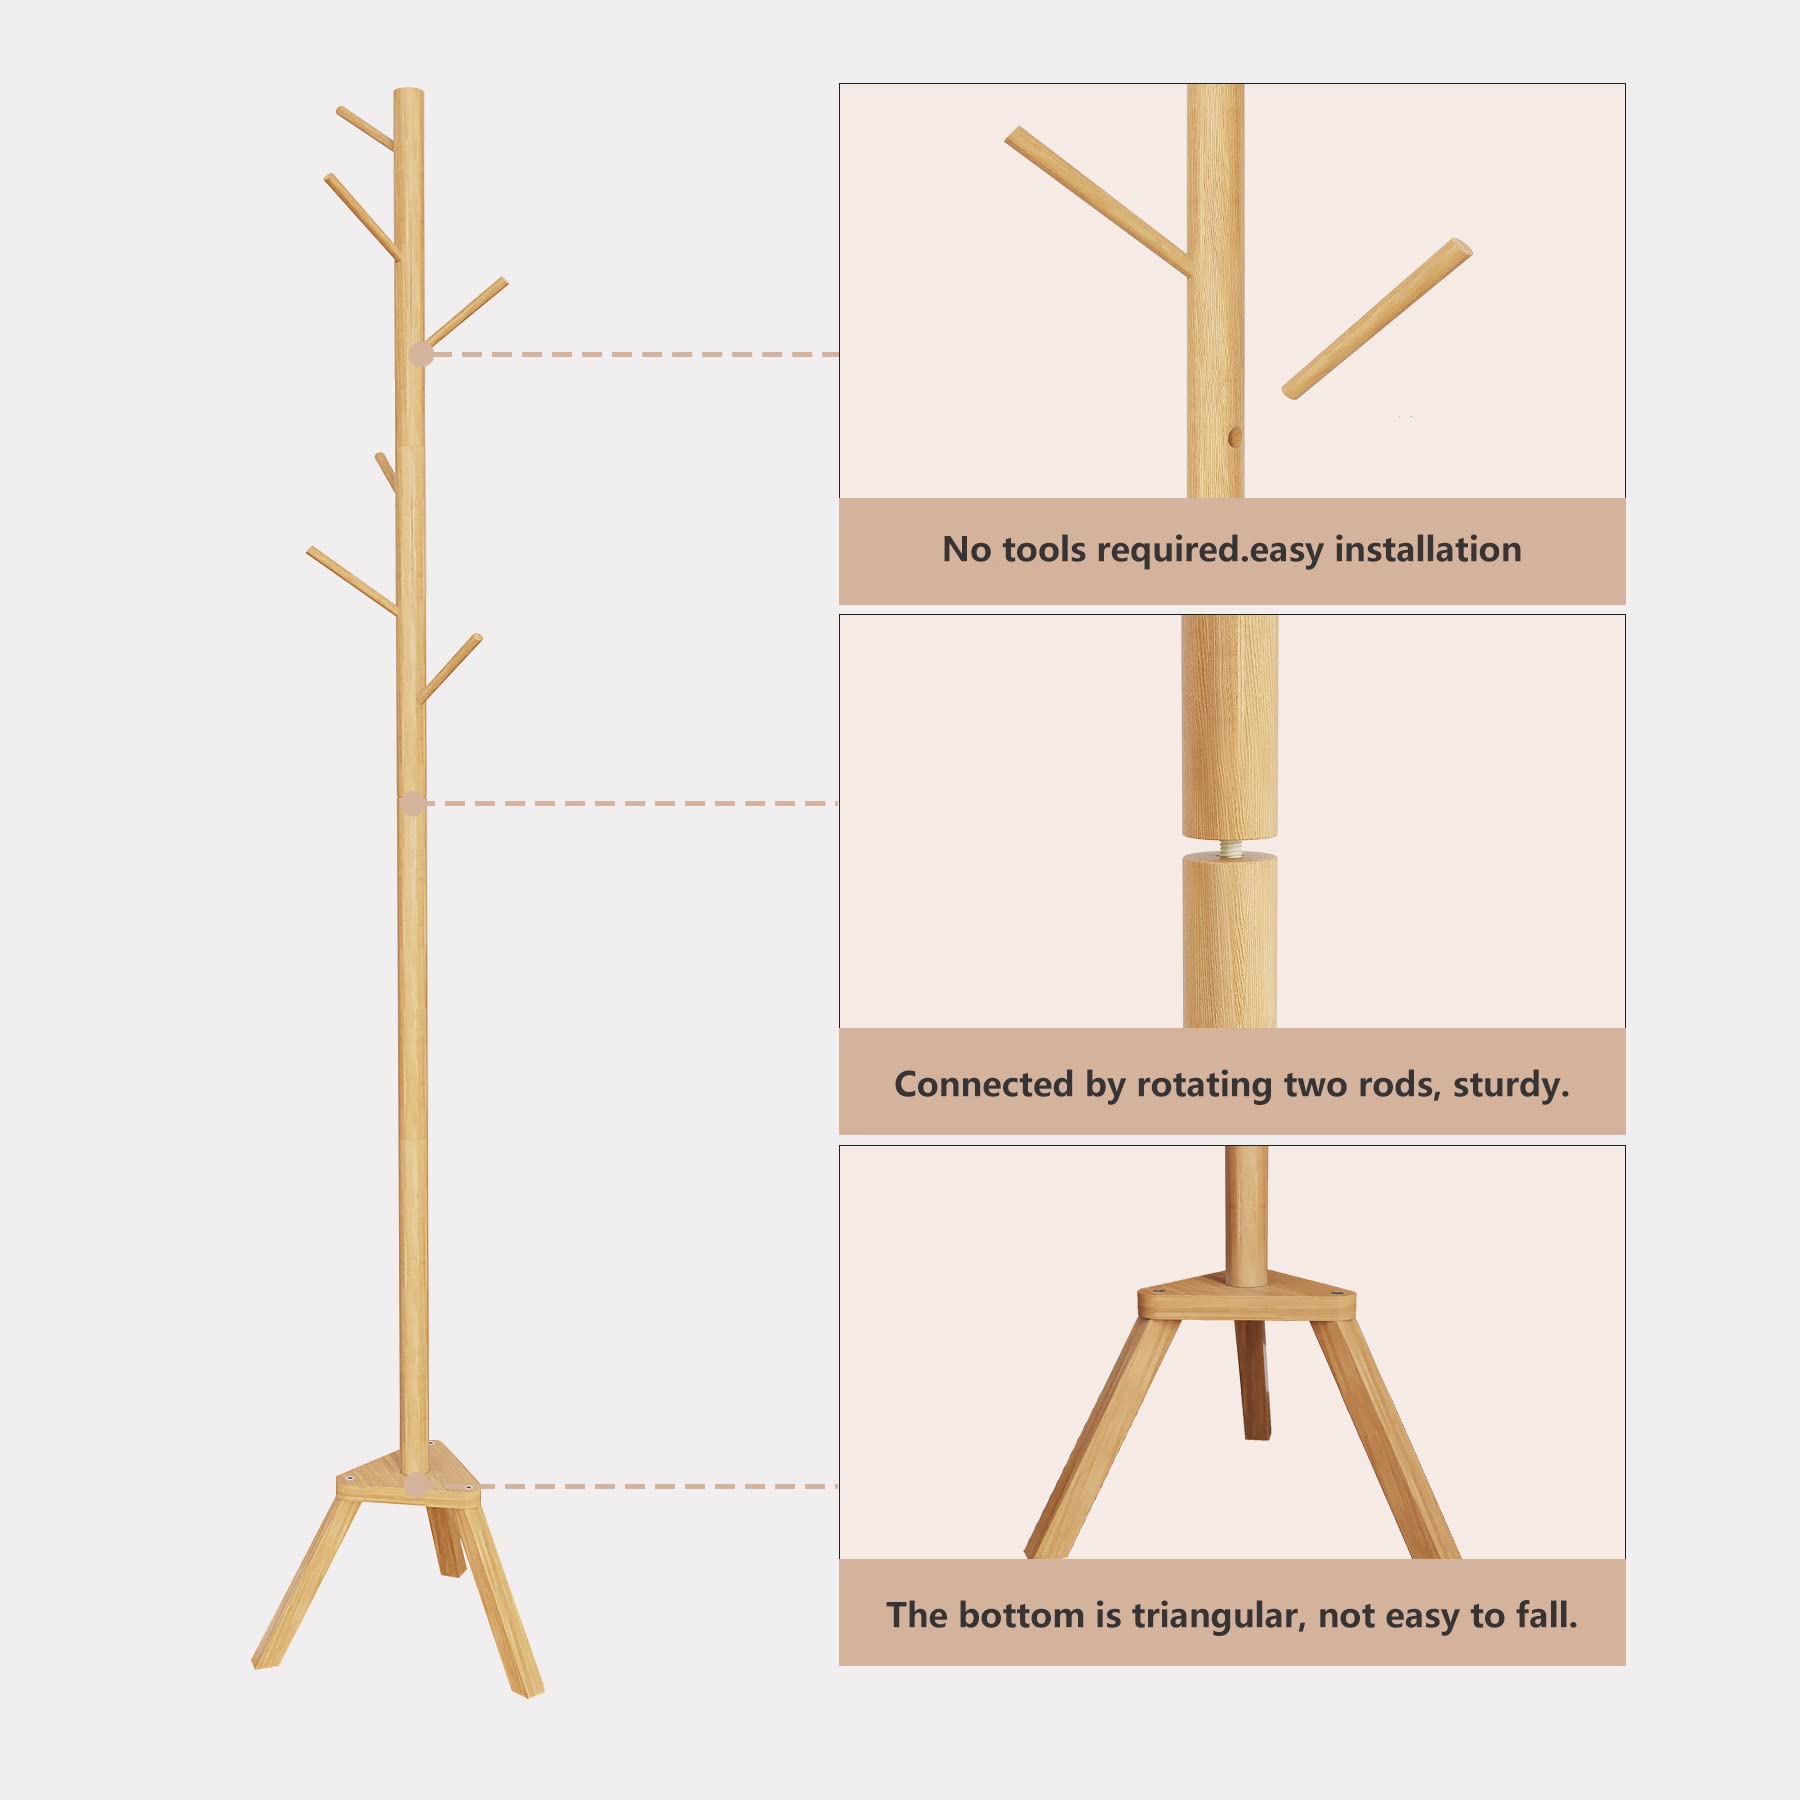 No tools required.easy installation
Connected by rotating two rods, sturdy.
The bottom is triangular, not easy to fall.